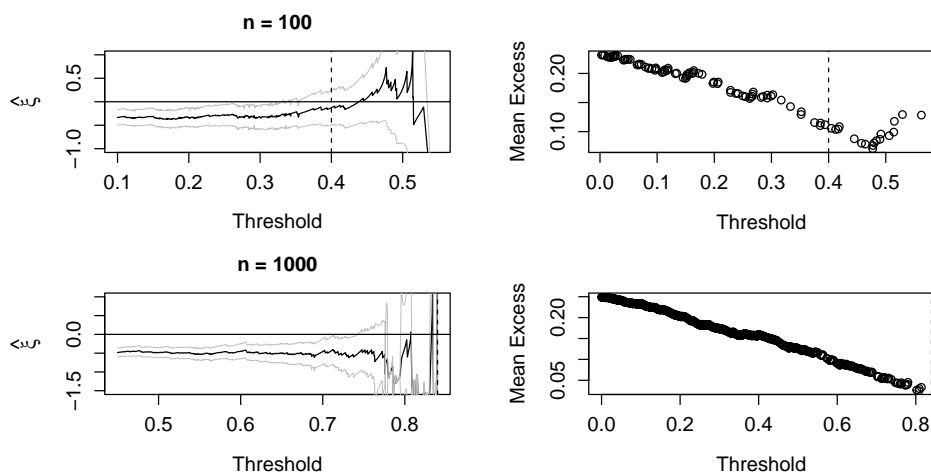 n = 100
ξ̂
0.5
−1.0
0.1 0.2 0.3 0.4 0.5
Threshold
Mean Excess
0.20
0.10
0.0 0.1 0.2 0.3 0.4 0.5
Threshold
n = 1000
ξ̂
0.0
−1.5
0.5 0.6 0.7 0.8
Threshold
Mean Excess
0.20
0.05
0.0 0.2 0.4 0.6 0.8
Threshold